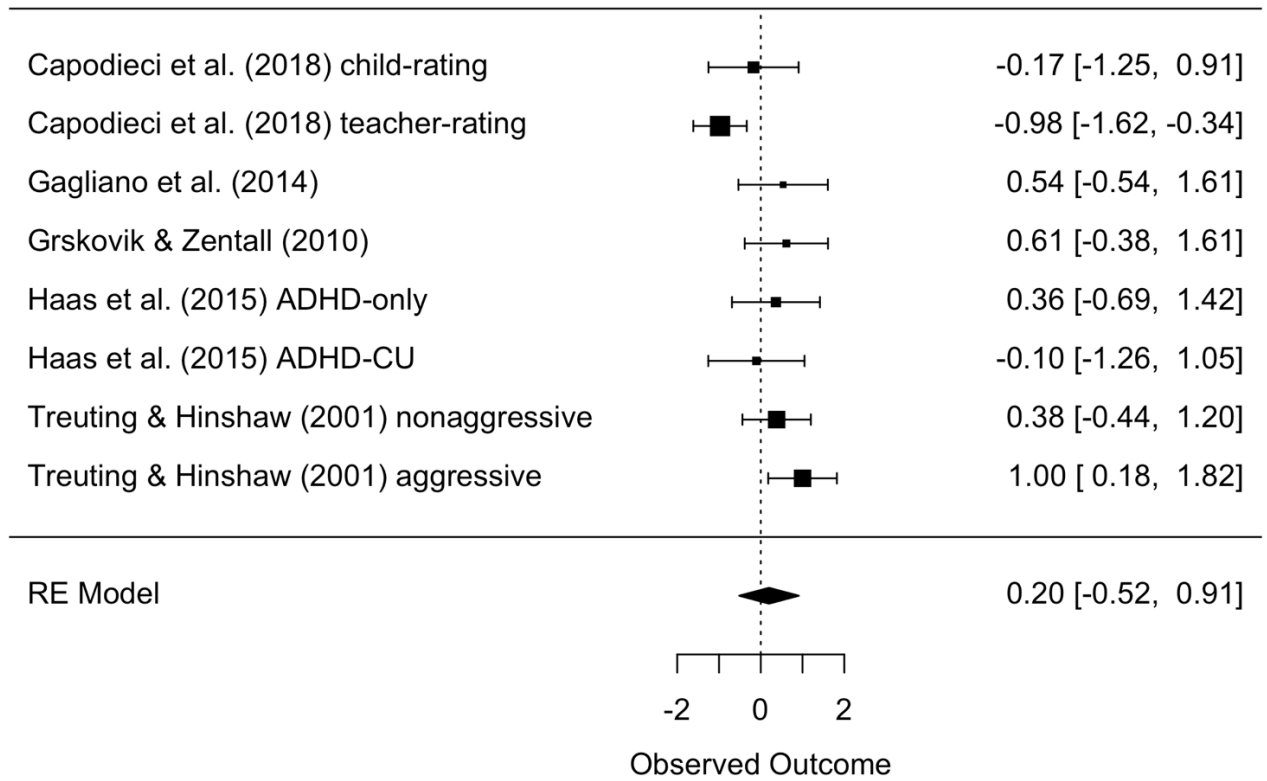 Capodieci et al. (2018) child-rating -0.17 [-1.25, 0.91]
Capodieci et al. (2018) teacher-rating -0.98 [-1.62, -0.34]
Gagliano et al. (2014) 0.54 [-0.54, 1.61]
Grskovik & Zentall (2010) 0.61 [-0.38, 1.61]
Haas et al. (2015) ADHD-only 0.36 [-0.69, 1.42]
Haas et al. (2015) ADHD-CU -0.10 [-1.26, 1.05]
Treuting & Hinshaw (2001) nonaggressive 0.38 [-0.44, 1.20]
Treuting & Hinshaw (2001) aggressive 1.00 [ 0.18, 1.82]
RE Model 0.20 [-0.52, 0.91]
-2 0 2
Observed Outcome